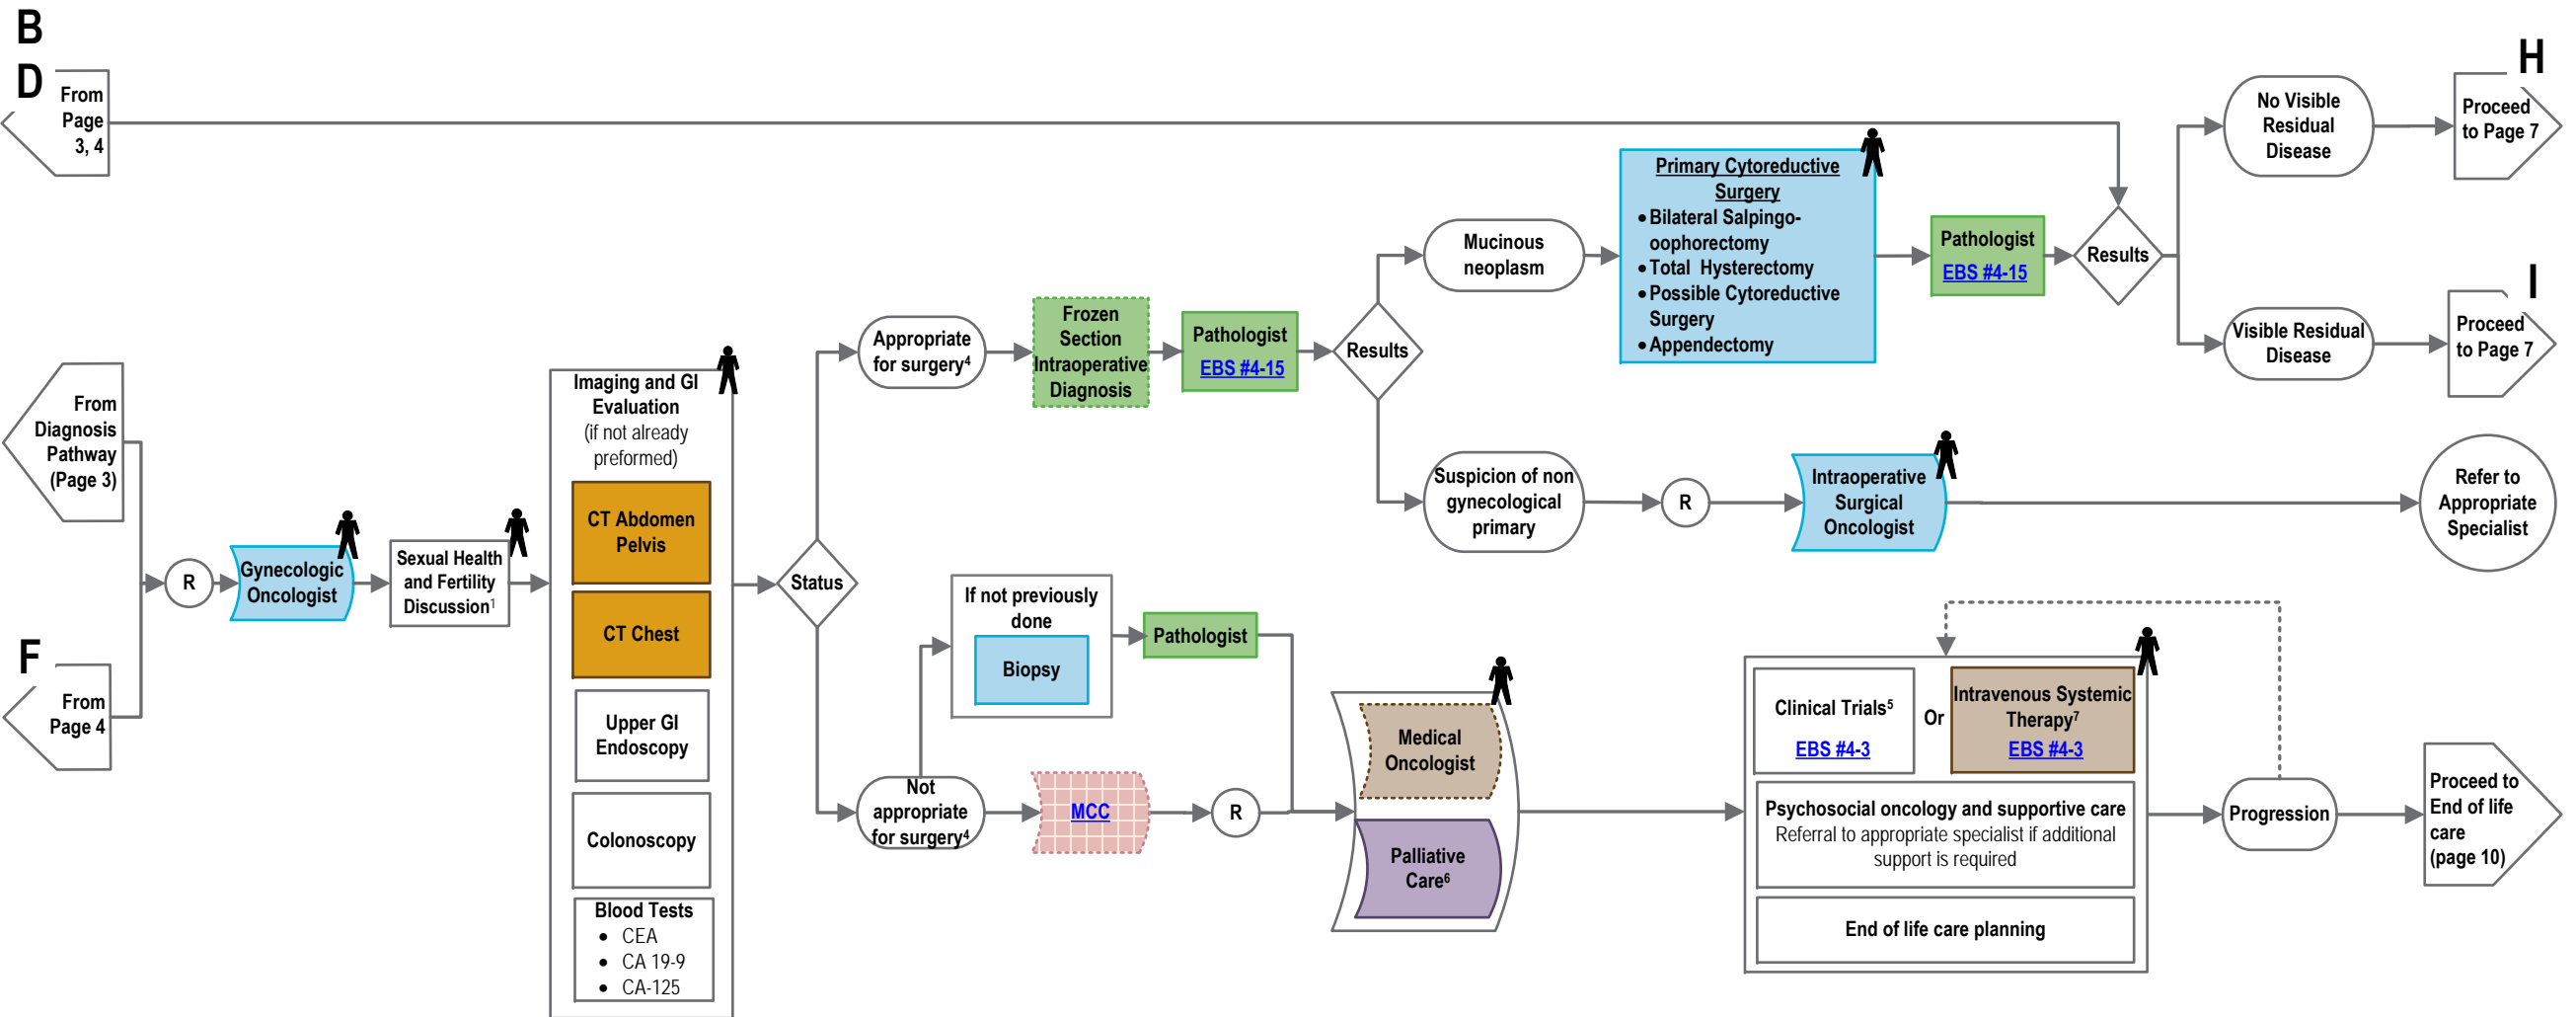 B
D
From
Page
3, 4
H
No Visible
Residual
Disease
Proceed
to Page 7
Primary Cytoreductive
Surgery
• Bilateral Salpingo-
oophorectomy
• Total Hysterectomy
• Possible Cytoreductive
Surgery
• Appendectomy
Mucinous
neoplasm
Pathologist
EBS #4-15
Results
I
Visible Residual
Disease
Proceed
to Page 7
Appropriate
for surgery4
Frozen
Section
Intraoperative
Diagnosis
Pathologist
EBS #4-15
Results
From
Diagnosis
Pathway
(Page 3)
Imaging and GI
Evaluation
(if not already
preformed)
CT Abdomen
Pelvis
CT Chest
Upper GI
Endoscopy
Colonoscopy
Blood Tests
• CEA
• CA 19-9
• CA-125
Suspicion of non
gynecological
primary
R
Intraoperative
Surgical
Oncologist
Refer to
Appropriate
Specialist
R
Gynecologic
Oncologist
Sexual Health
and Fertility
Discussion1
Status
F
From
Page 4
If not previously
done
Biopsy
Pathologist
Not
appropriate
for surgery4
MCC
R
Medical
Oncologist
Palliative
Care6
Clinical Trials5
EBS #4-3
Or
Intravenous Systemic
Therapy7
EBS #4-3
Psychosocial oncology and supportive care
Referral to appropriate specialist if additional
support is required
End of life care planning
Progression
Proceed to
End of life
care
(page 10)